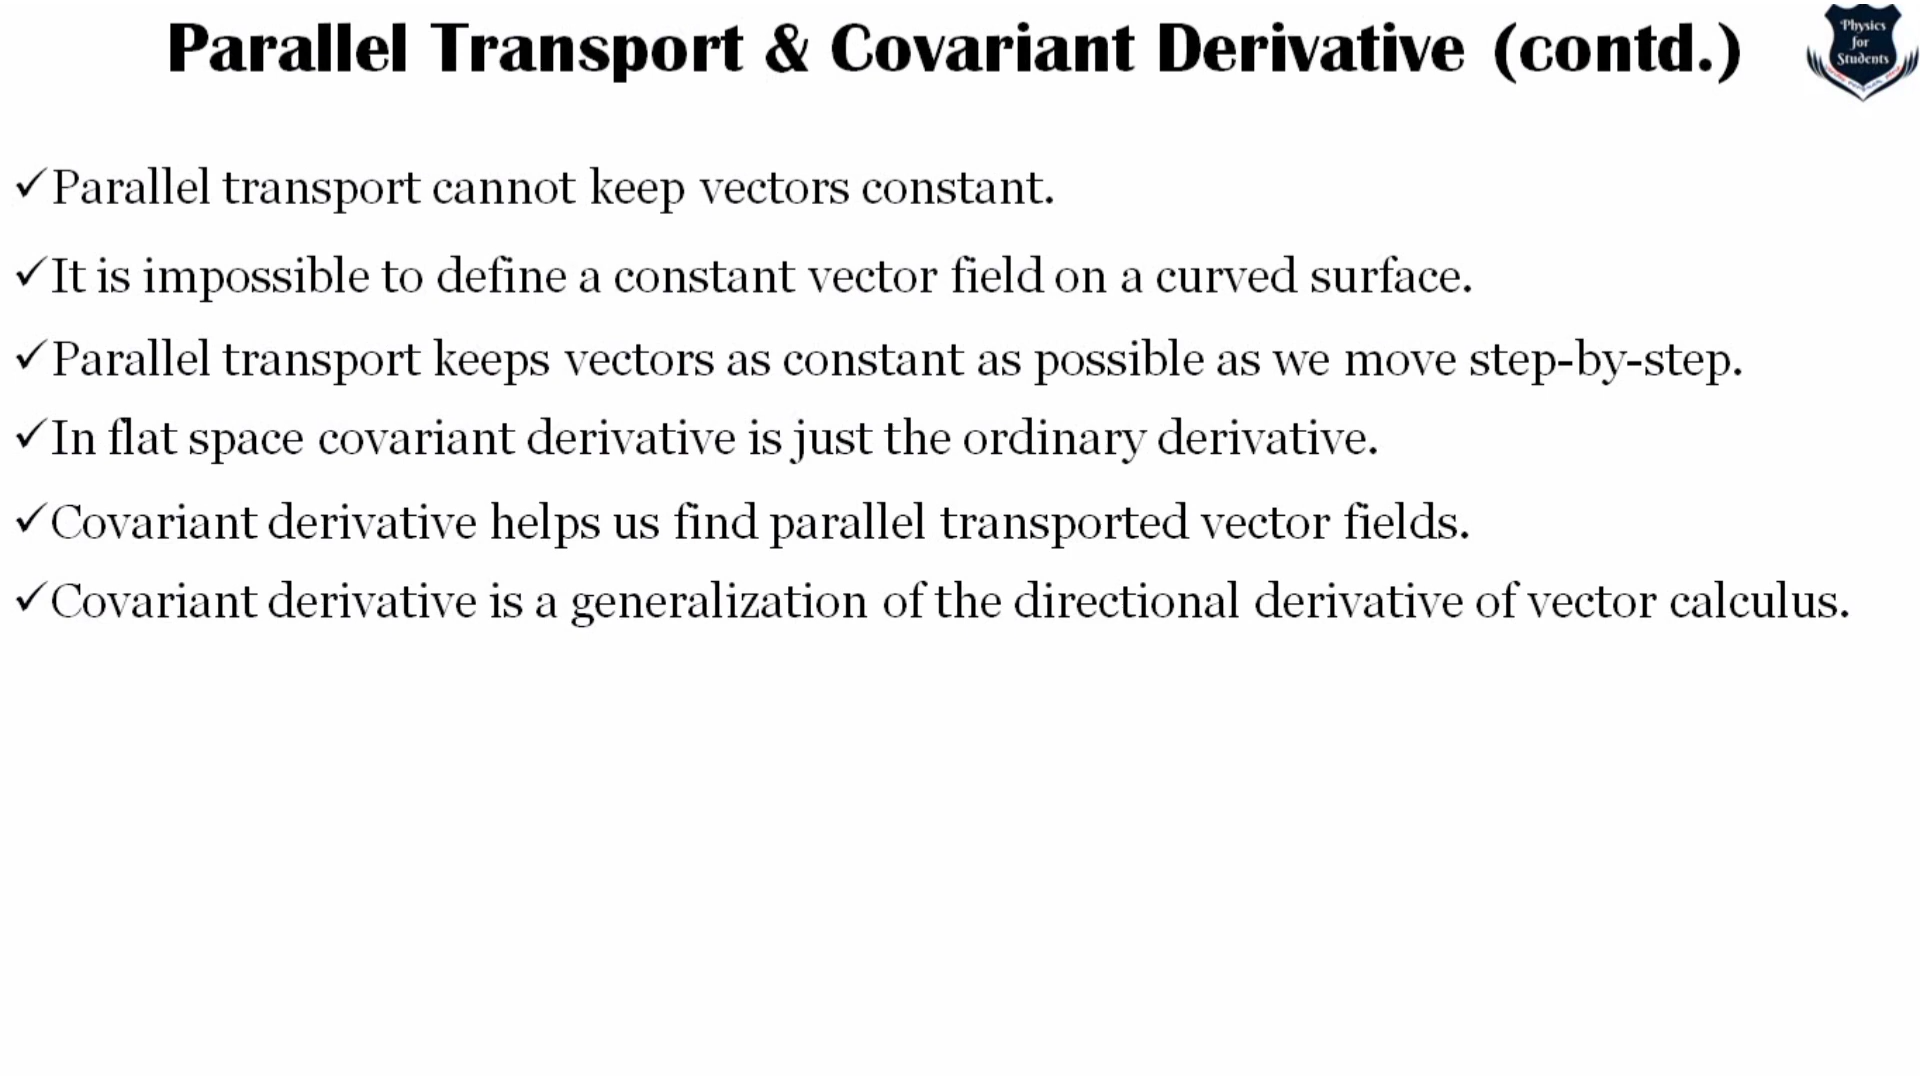 Parallel Transport & Covariant Derivative (contd.)
Physics
for
Students
✓Parallel transport cannot keep vectors constant.
✓It is impossible to define a constant vector field on a curved surface.
✓Parallel transport keeps vectors as constant as possible as we move step-by-step.
✓In flat space covariant derivative is just the ordinary derivative.
✓Covariant derivative helps us find parallel transported vector fields.
✓Covariant derivative is a generalization of the directional derivative of vector calculus.